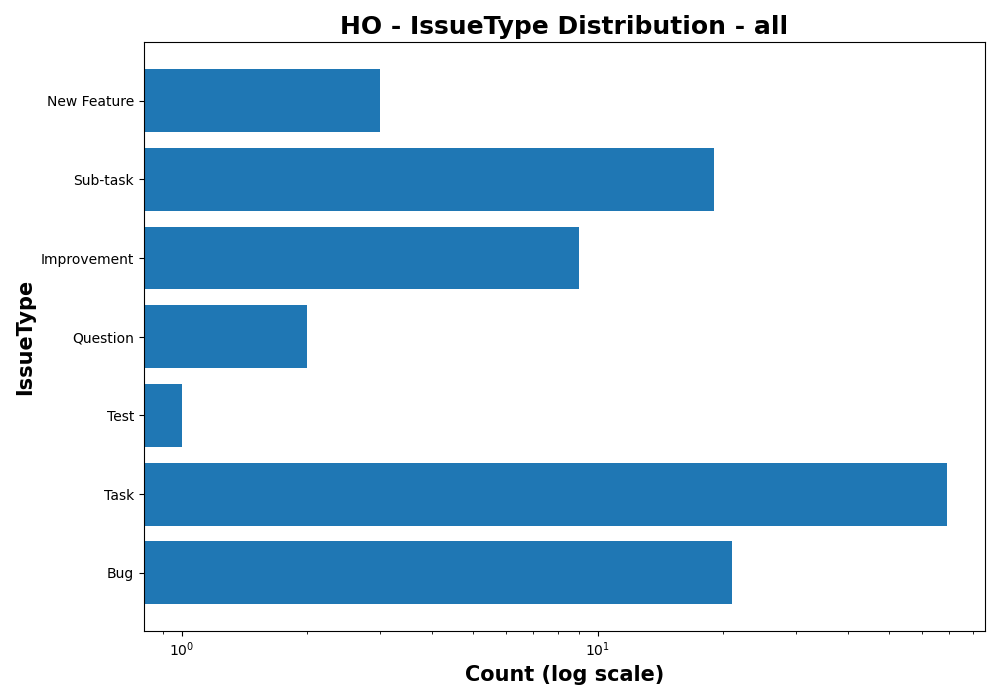 HO - IssueType Distribution - all
New Feature
Sub-task
Improvement
Question
Test
Task
Bug
IssueType
10⁰
10¹
Count (log scale)